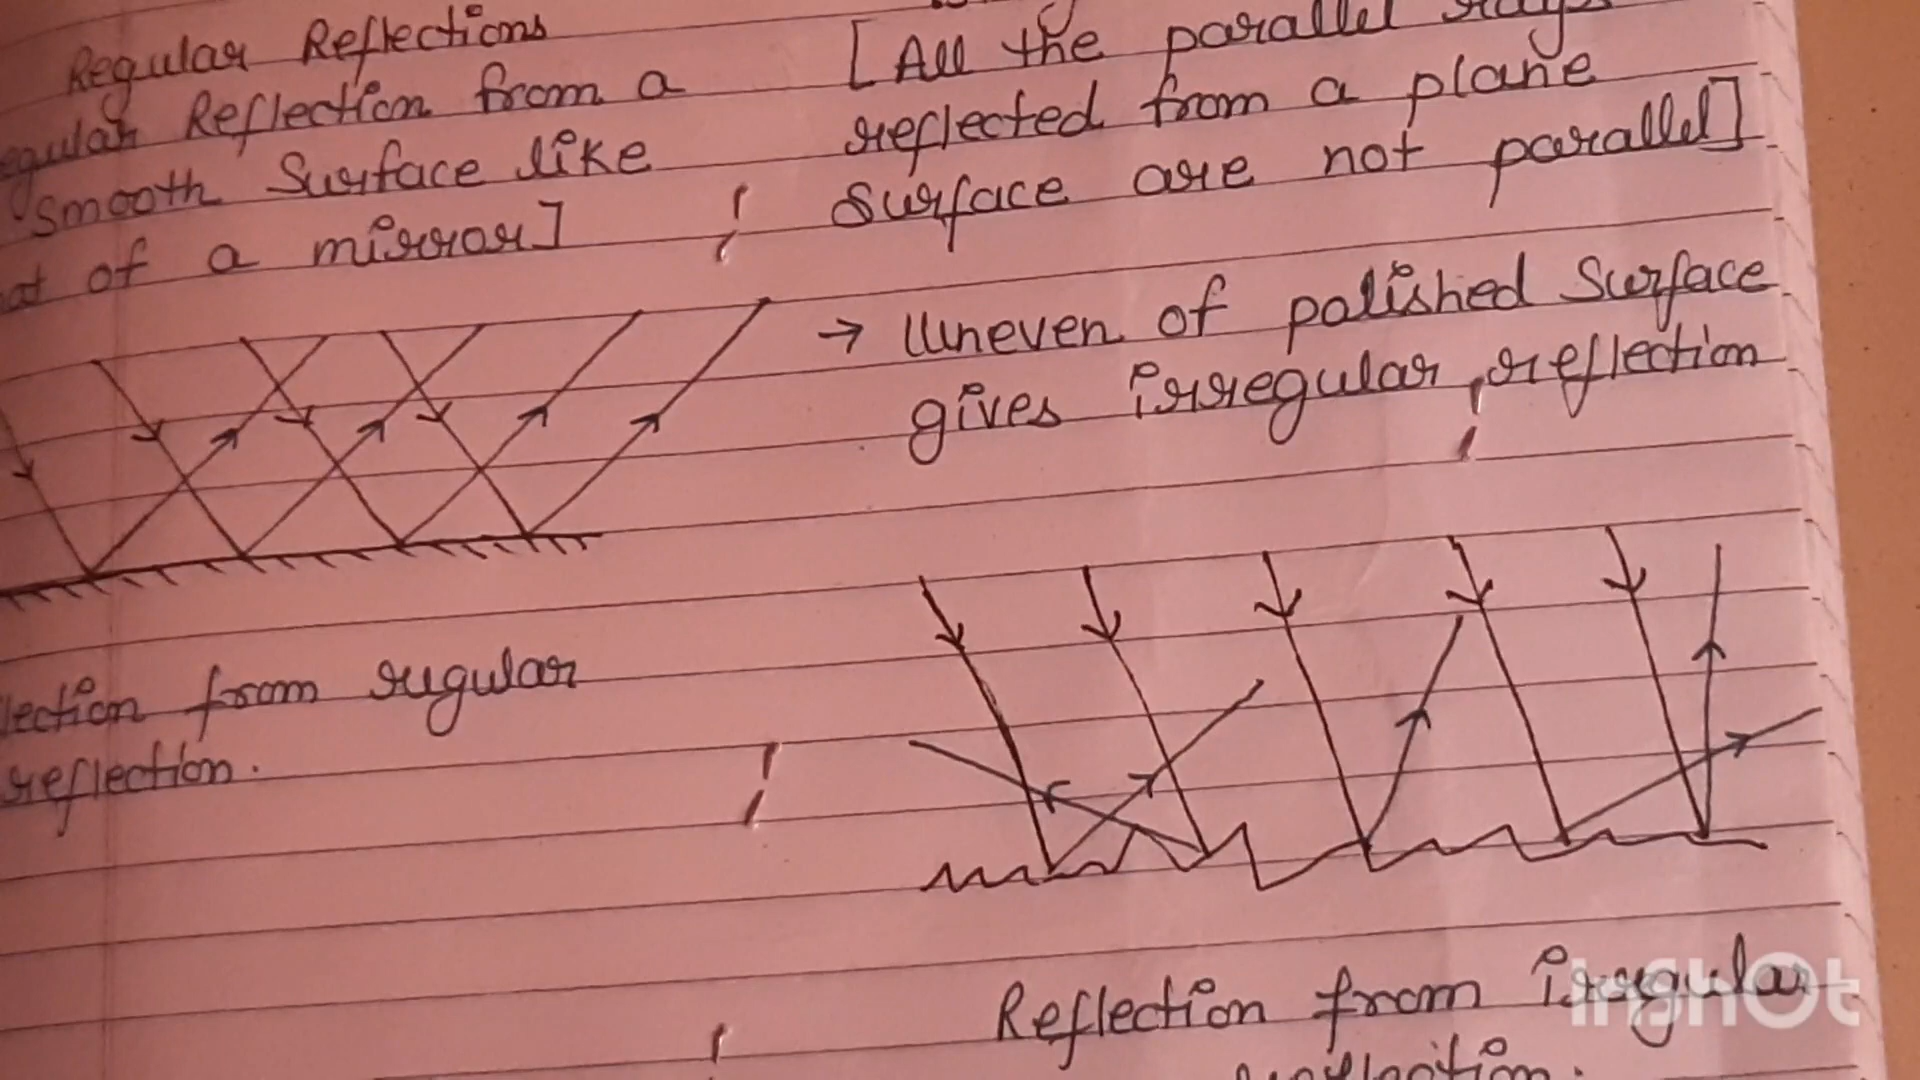 Regular Reflections
Reflection from a
Smooth Surface like
of a mirror]
lection from rugular
reflection.
[All the parallel
reflected from a plane
surface are not parallel]
→ Uneven of polished Surface
gives irregular reflection
Reflection from irregular
INSHOT